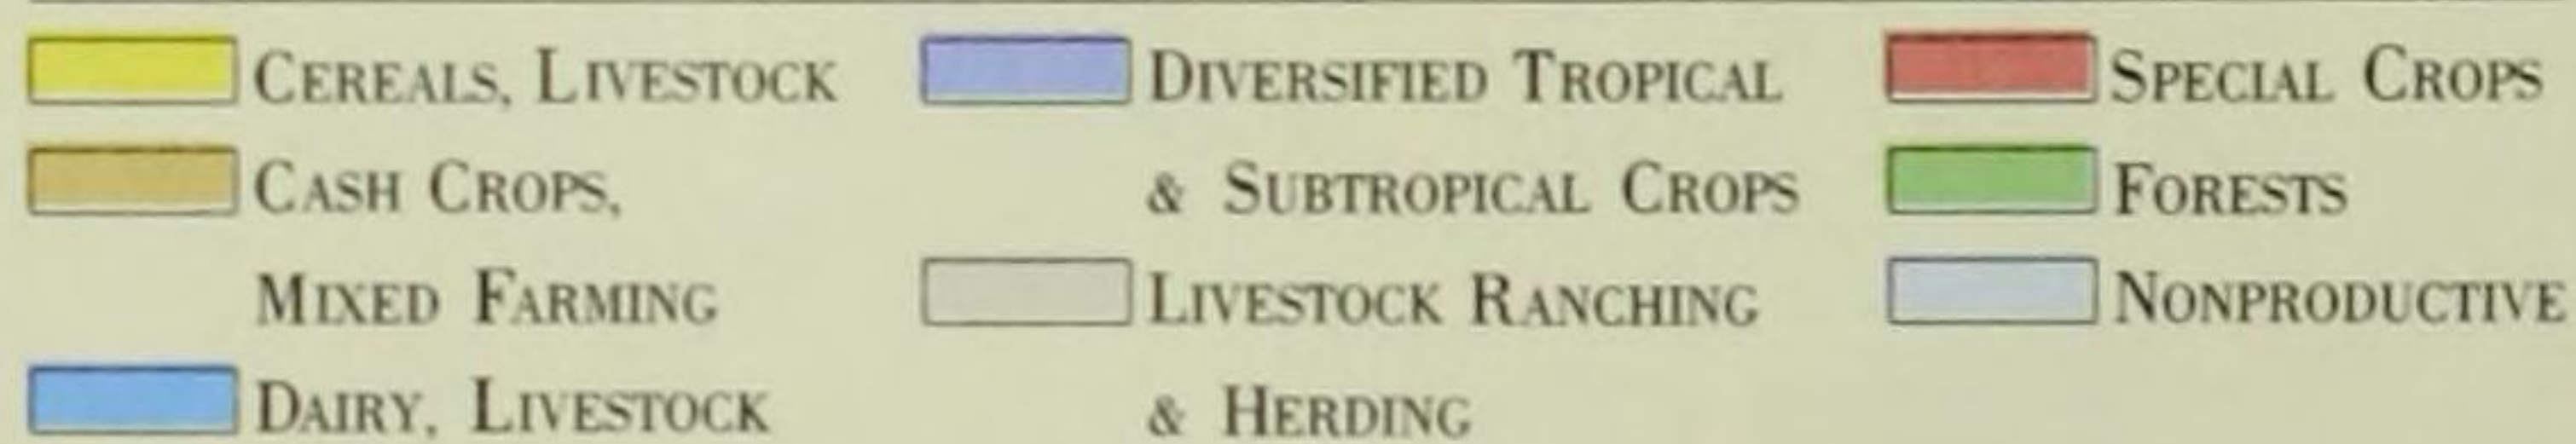 CEREALS, LIVESTOCK
CASH CROPS,
MIXED FARMING
DAIRY, LIVESTOCK
DIVERSIFIED TROPICAL
& SUBTROPICAL CROPS
LIVESTOCK RANCHING
& HERDING
SPECIAL CROPS
FORESTS
NONPRODUCTIVE